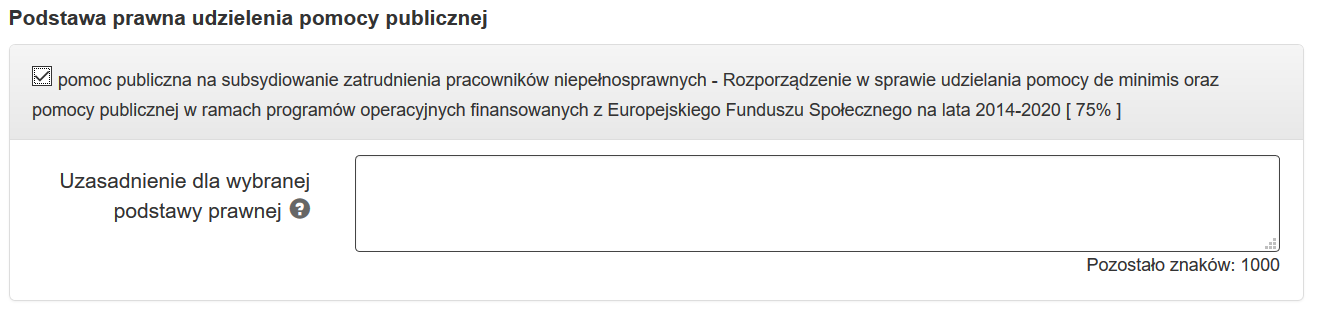 Podstawa prawna udzielenia pomocy publicznej
pomoc publiczna na subsydiowanie zatrudnienia pracowników niepełnosprawnych - Rozporządzenie w sprawie udzielania pomocy de minimis oraz
pomocy publicznej w ramach programów operacyjnych finansowanych z Europejskiego Funduszu Społecznego na lata 2014-2020 [ 75% ]
Uzasadnienie dla wybranej
podstawy prawnej ?
Pozostało znaków: 1000